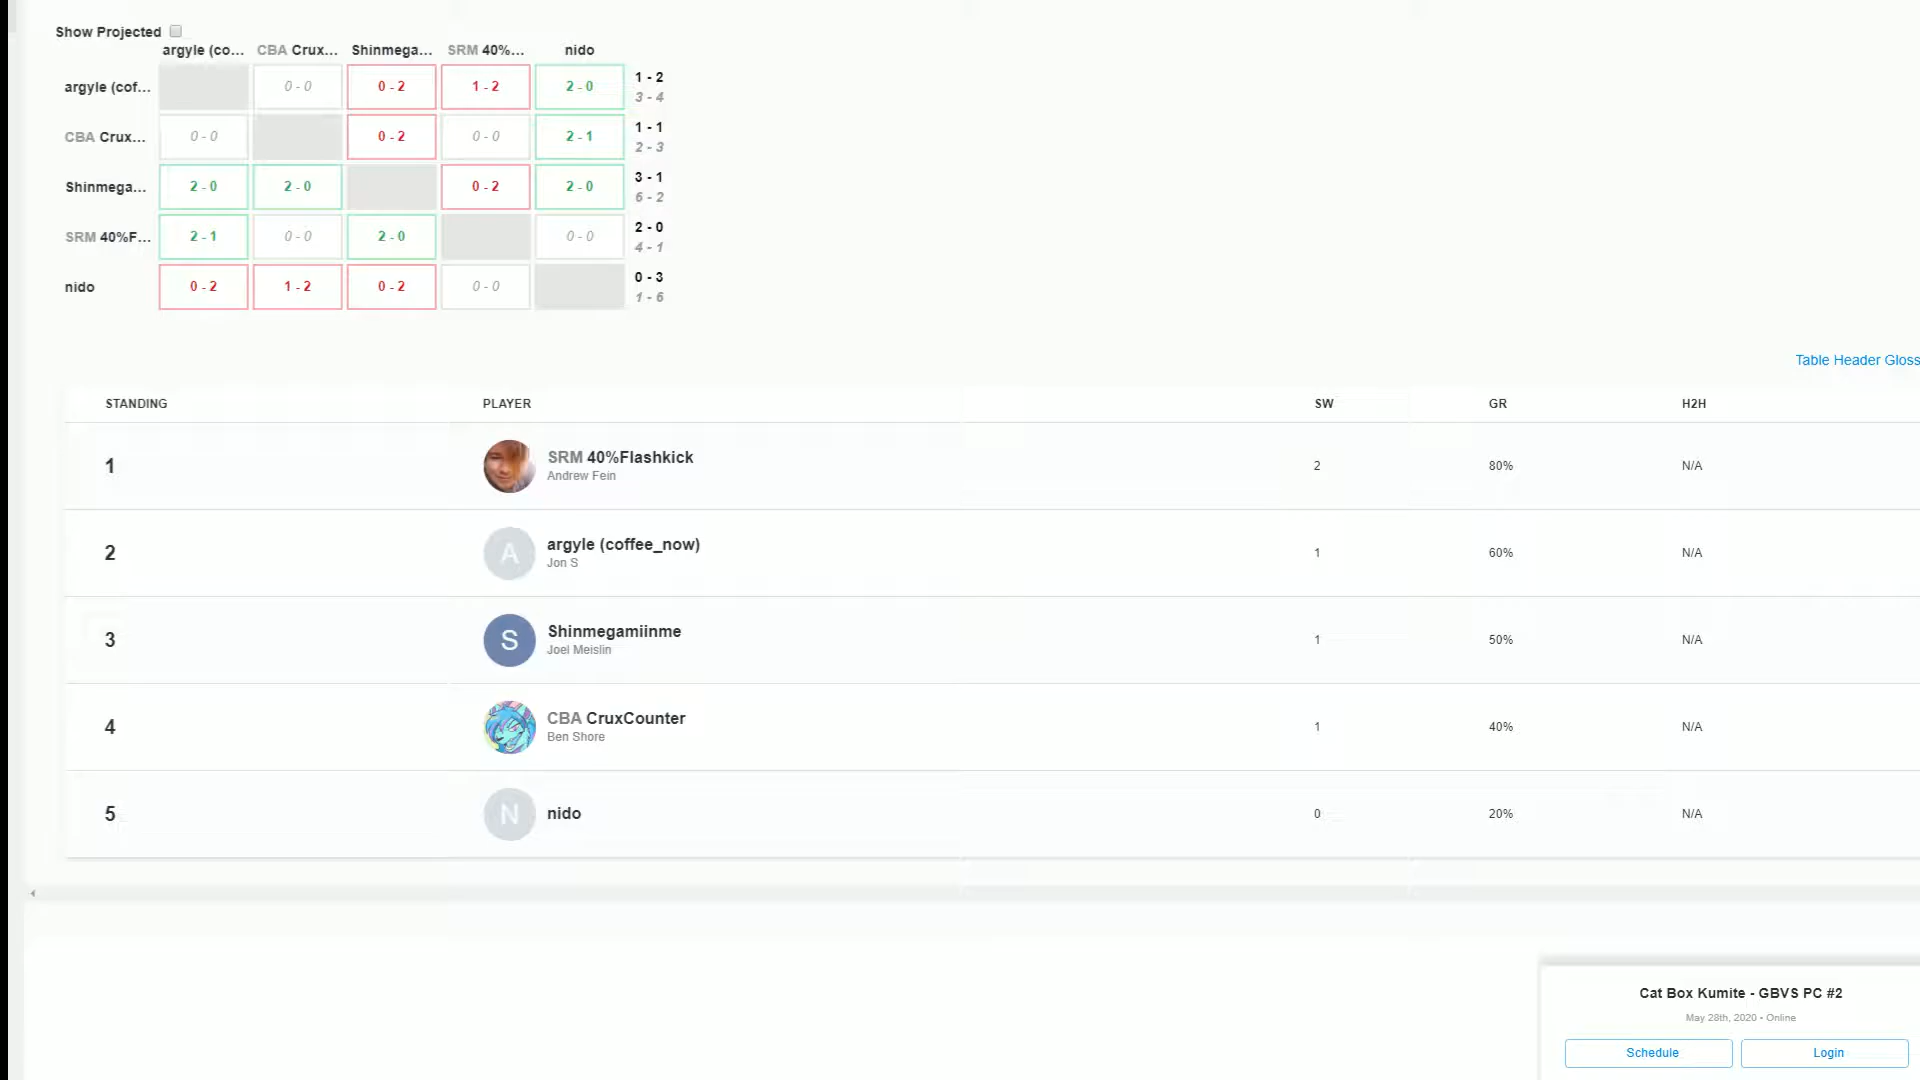 Show Projected
argyle (co... CBA Crux... Shinmega... SRM 40%... nido
argyle (cof... 0 - 0 0 - 2 1 - 2 2 - 0 1 - 2
3 - 4
CBA Crux... 0 - 0 0 - 2 0 - 0 2 - 1 1 - 1
2 - 3
Shinmega... 2 - 0 2 - 0 0 - 2 2 - 0 3 - 1
6 - 2
SRM 40%F... 2 - 1 0 - 0 2 - 0 0 - 0 2 - 0
4 - 1
nido 0 - 2 1 - 2 0 - 2 0 - 0 0 - 3
1 - 6
Table Header Gloss
STANDING PLAYER SW GR H2H
1 SRM 40%Flashkick 2 80% N/A
Andrew Fein
2 A argyle (coffee_now) 1 60% N/A
Jon S
3 S Shinmegamiinme 1 50% N/A
Joel Meislin
4 CBA CruxCounter 1 40% N/A
Ben Shore
5 N nido 0 20% N/A
Cat Box Kumite - GBVS PC #2
May 28th, 2020 • Online
Schedule Login